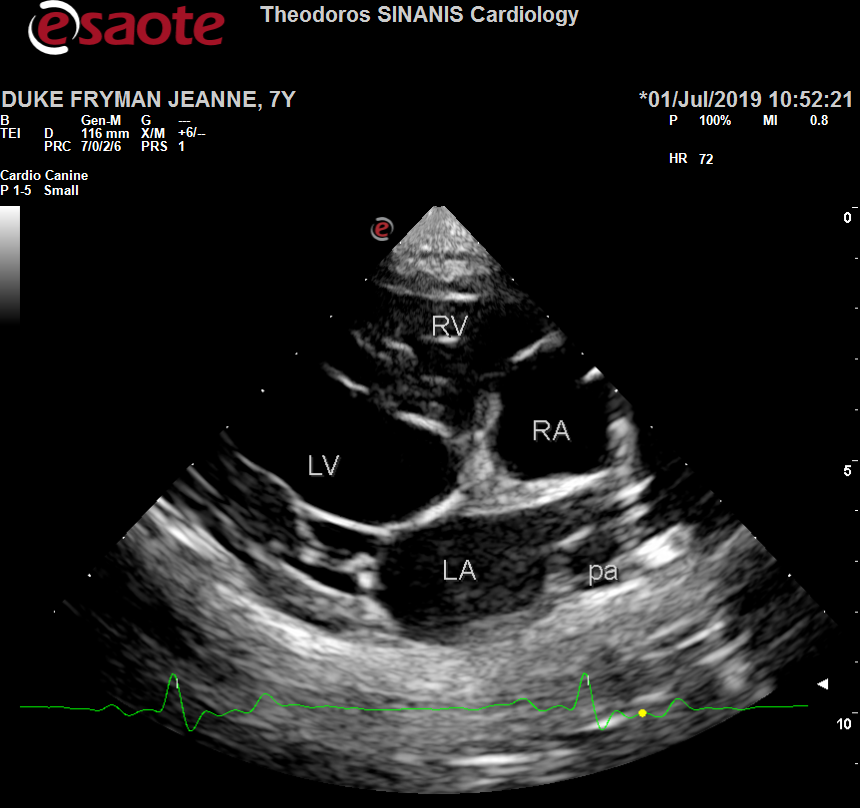 esaote
Theodoros SINANIS Cardiology
DUKE FRYMAN JEANNE, 7Y
*01/Jul/2019 10:52:21
B Gen-M G ---
TEI D 116 mm X/M +6/--
PRC 7/0/2/6 PRS 1
P 100% MI 0.8
HR 72
Cardio Canine
P 1-5 Small
e
0
RV
RA
LV
5
LA
pa
10